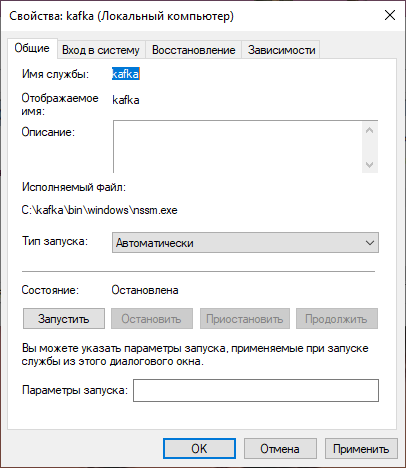 Свойства: kafka (Локальный компьютер)
Общие Вход в систему Восстановление Зависимости
Имя службы: kafka
Отображаемое
имя: kafka
Описание:
Исполняемый файл:
C:\kafka\bin\windows\nssm.exe
Тип запуска: Автоматически
Состояние: Остановлена
Запустить Остановить Приостановить Продолжить
Вы можете указать параметры запуска, применяемые при запуске
службы из этого диалогового окна.
Параметры запуска:
OK Отмена Применить